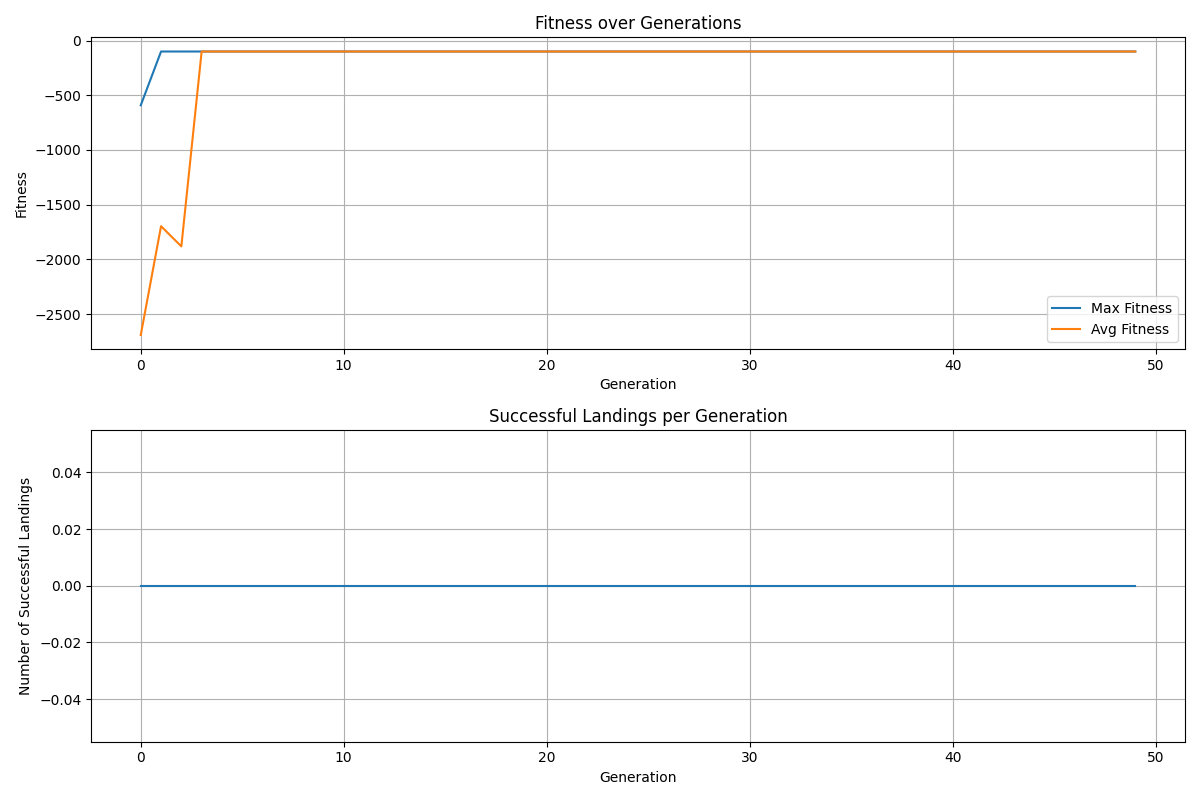 Fitness over Generations
0
−500
−1000
−1500
−2000
−2500
Fitness
Max Fitness
Avg Fitness
0 10 20 30 40 50
Generation
Successful Landings per Generation
0.04
0.02
0.00
−0.02
−0.04
Number of Successful Landings
0 10 20 30 40 50
Generation